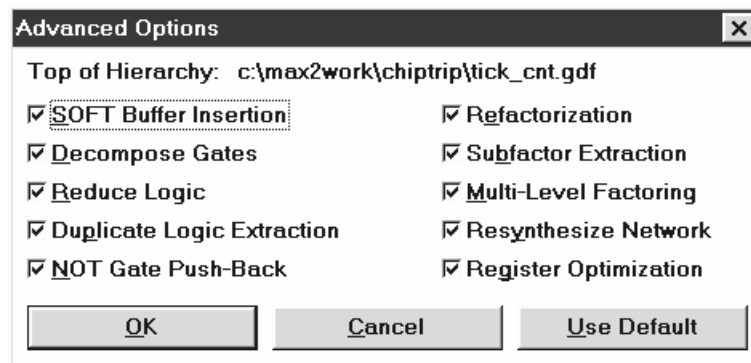 Advanced Options
Top of Hierarchy: c:\max2work\chiptrip\tick_cnt.gdf
SOFT Buffer Insertion
Refactorization
Decompose Gates
Subfactor Extraction
Reduce Logic
Multi-Level Factoring
Duplicate Logic Extraction
Resynthesize Network
NOT Gate Push-Back
Register Optimization
OK
Cancel
Use Default